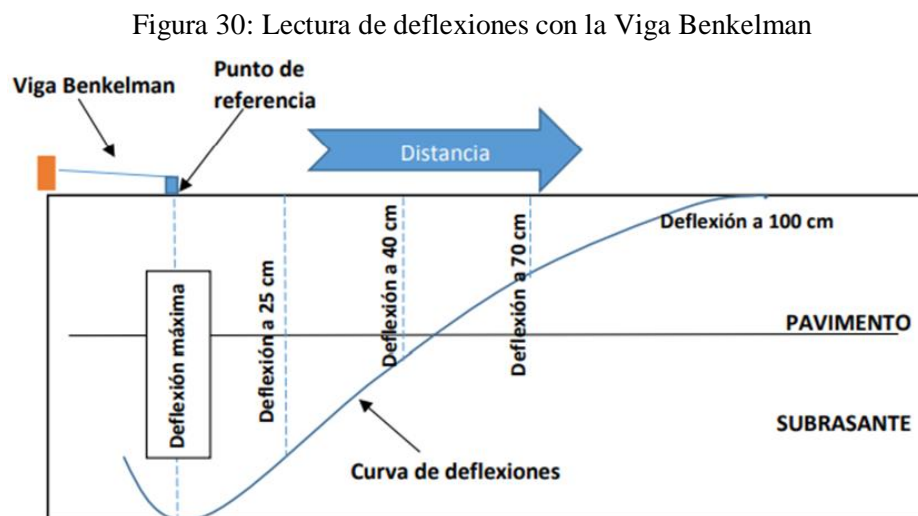 Figura 30: Lectura de deflexiones con la Viga Benkelman
Viga Benkelman
Punto de
referencia
Distancia
Deflexión máxima
Deflexión a 25 cm
Deflexión a 40 cm
Deflexión a 70 cm
Deflexión a 100 cm
PAVIMENTO
SUBRASANTE
Curva de deflexiones